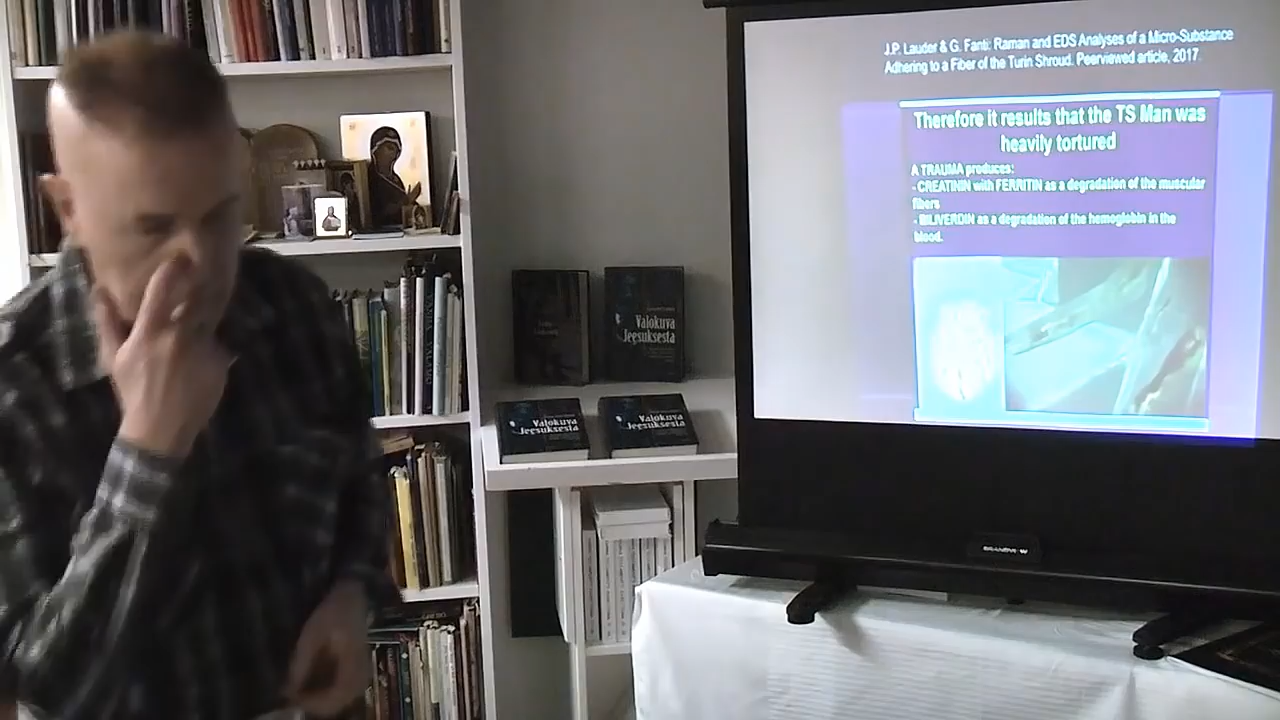 J.P. Lauder & G. Fanti: Raman and EDS Analyses of a Micro-Substance
Adhering to a Fiber of the Turin Shroud. Peerviewed article, 2017.
Therefore it results that the TS Man was
heavily tortured
A TRAUMA produces:
- CREATININ with FERRITIN as a degradation of the muscular
fibers
- BILIVERDIN as a degradation of the hemoglobin in the
blood.
Valokuva
Jeesuksesta
Valokuva
Jeesuksesta
Valokuva
Jeesuksesta
GRANDVIEW